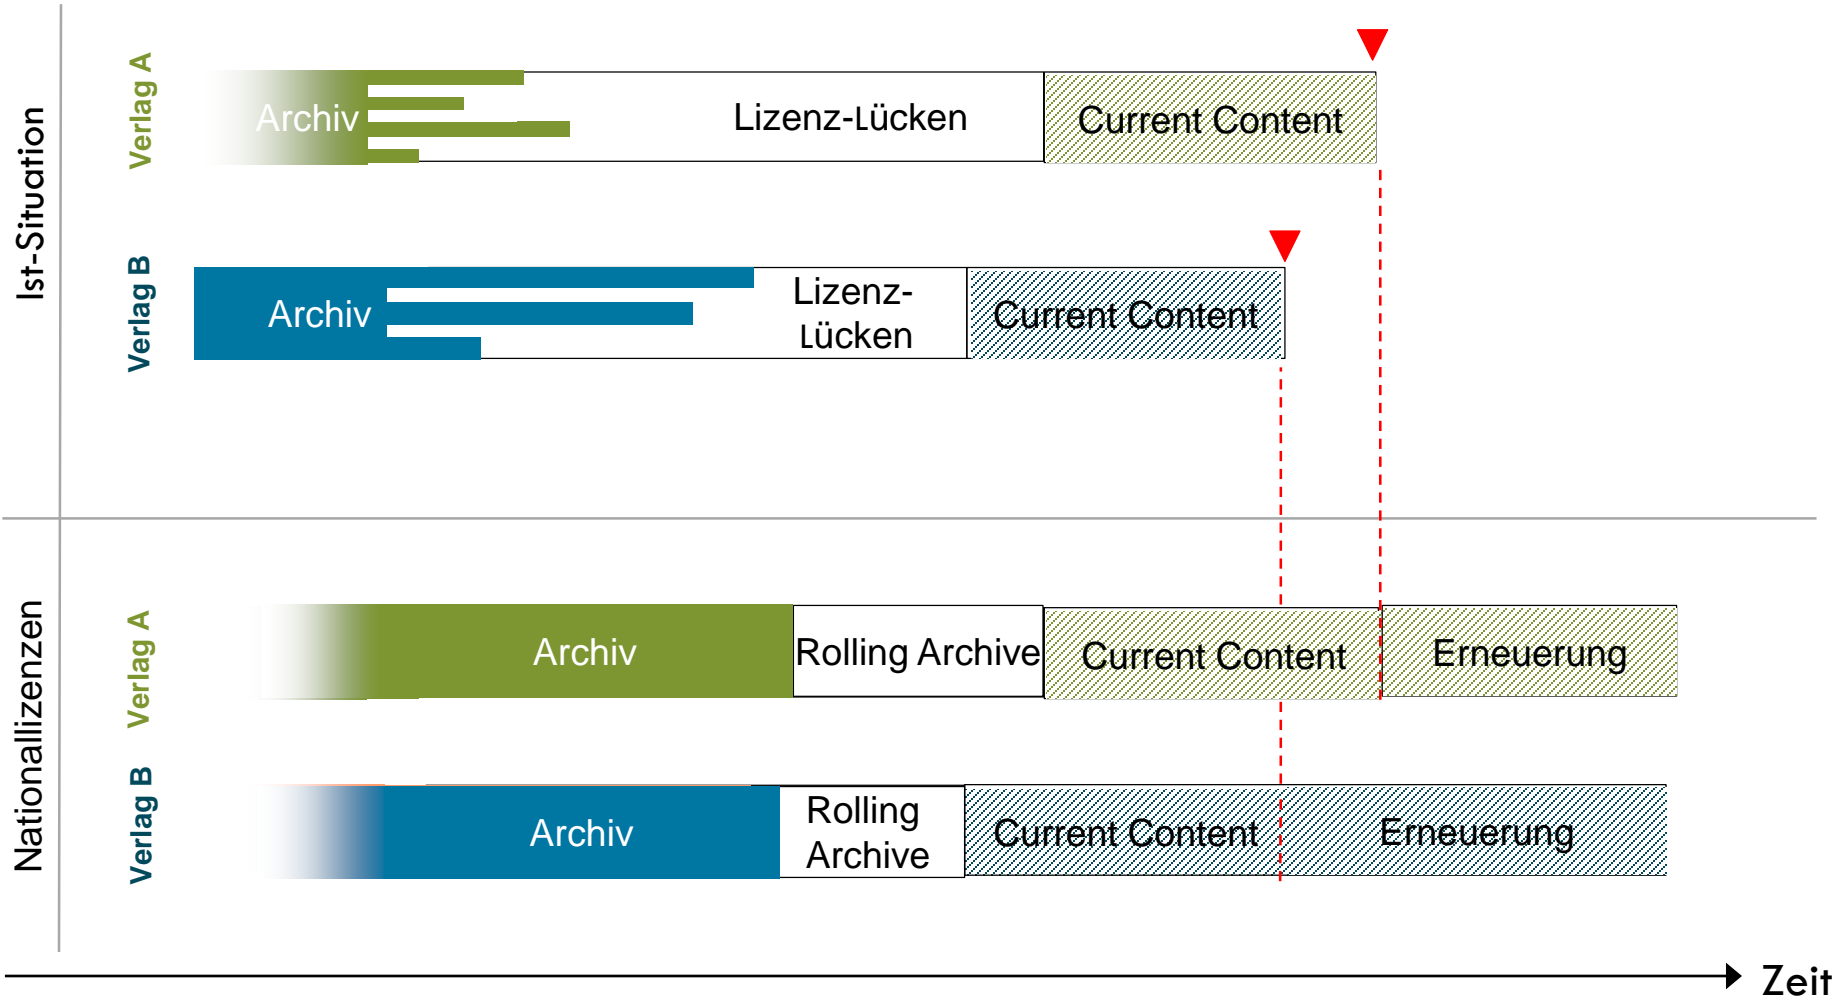 Ist-Situation
Verlag A
Archiv
Lizenz-Lücken
Current Content
Verlag B
Archiv
Lizenz-
Lücken
Current Content
Nationallizenzen
Verlag A
Archiv
Rolling Archive
Current Content
Erneuerung
Verlag B
Archiv
Rolling
Archive
Current Content
Erneuerung
Zeit